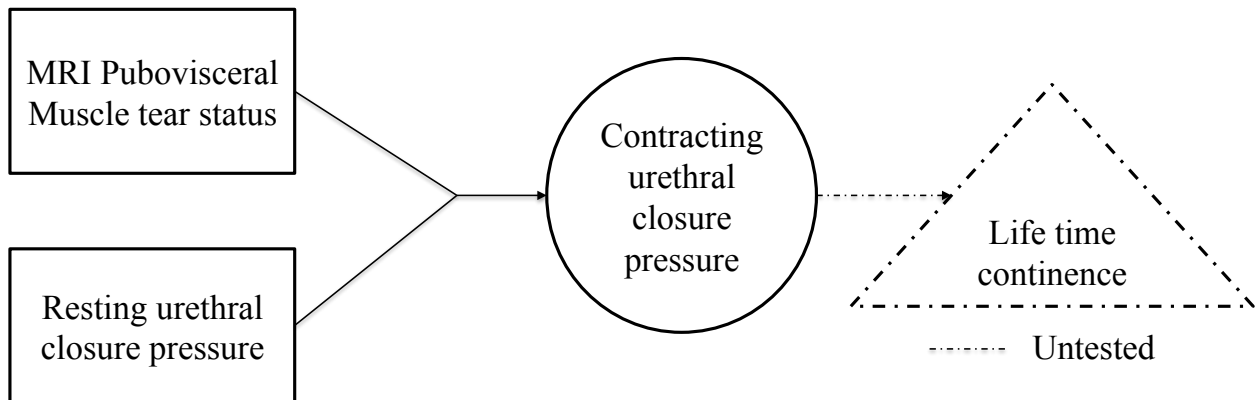 MRI Pubovisceral
Muscle tear status
Resting urethral
closure pressure
Contracting
urethral
closure
pressure
Life time
continence
Untested